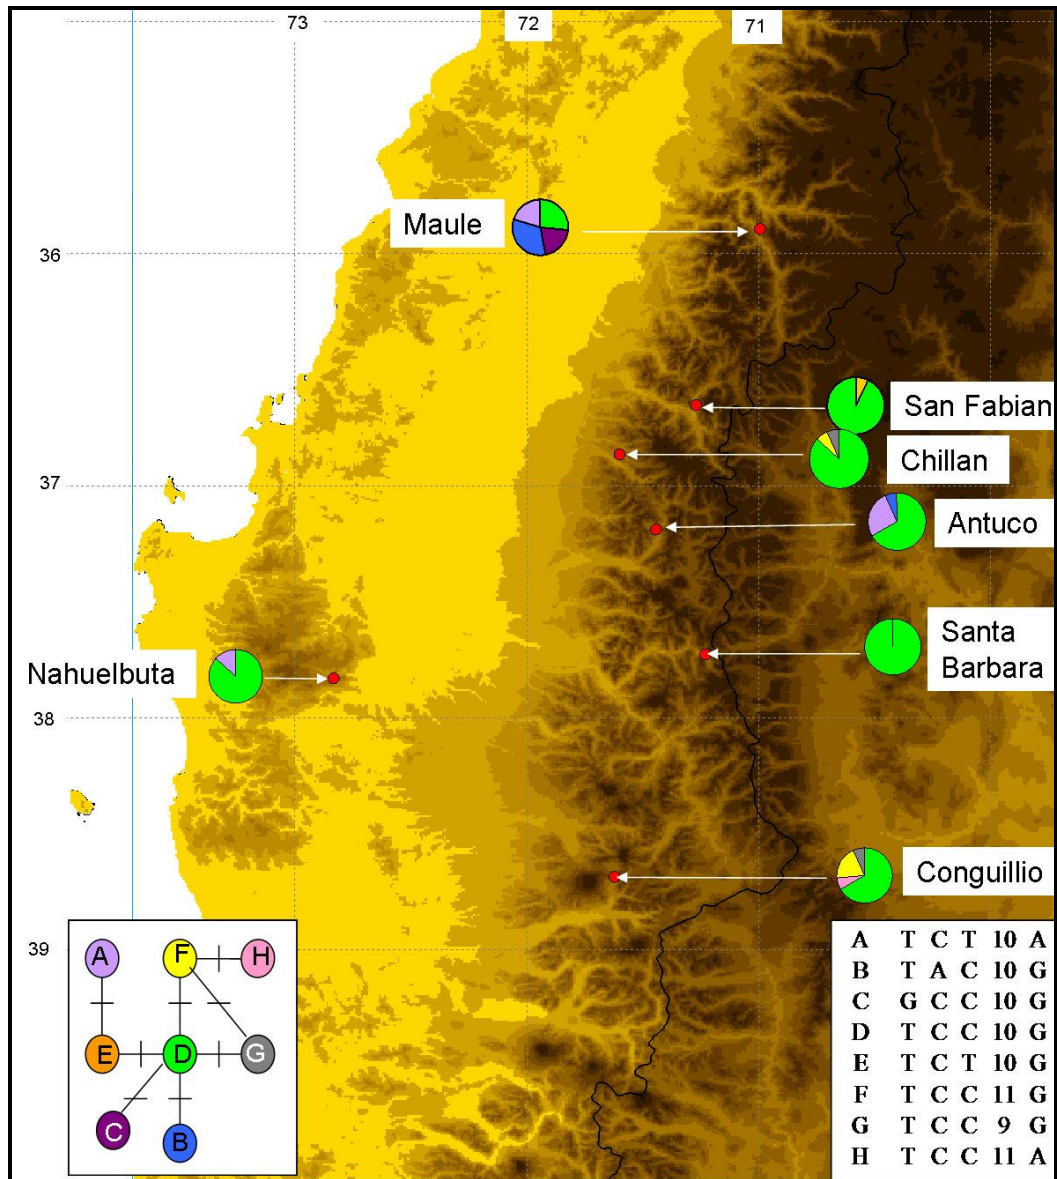 73 72 71
Maule
36
San Fabian
Chillan
37
Antuco
Santa
Barbara
Nahuelbuta
38
Conguillio
39
A F H
E D G
C B
A T C T 10 A
B T A C 10 G
C G C C 10 G
D T C C 10 G
E T C T 10 G
F T C C 11 G
G T C C 9 G
H T C C 11 A